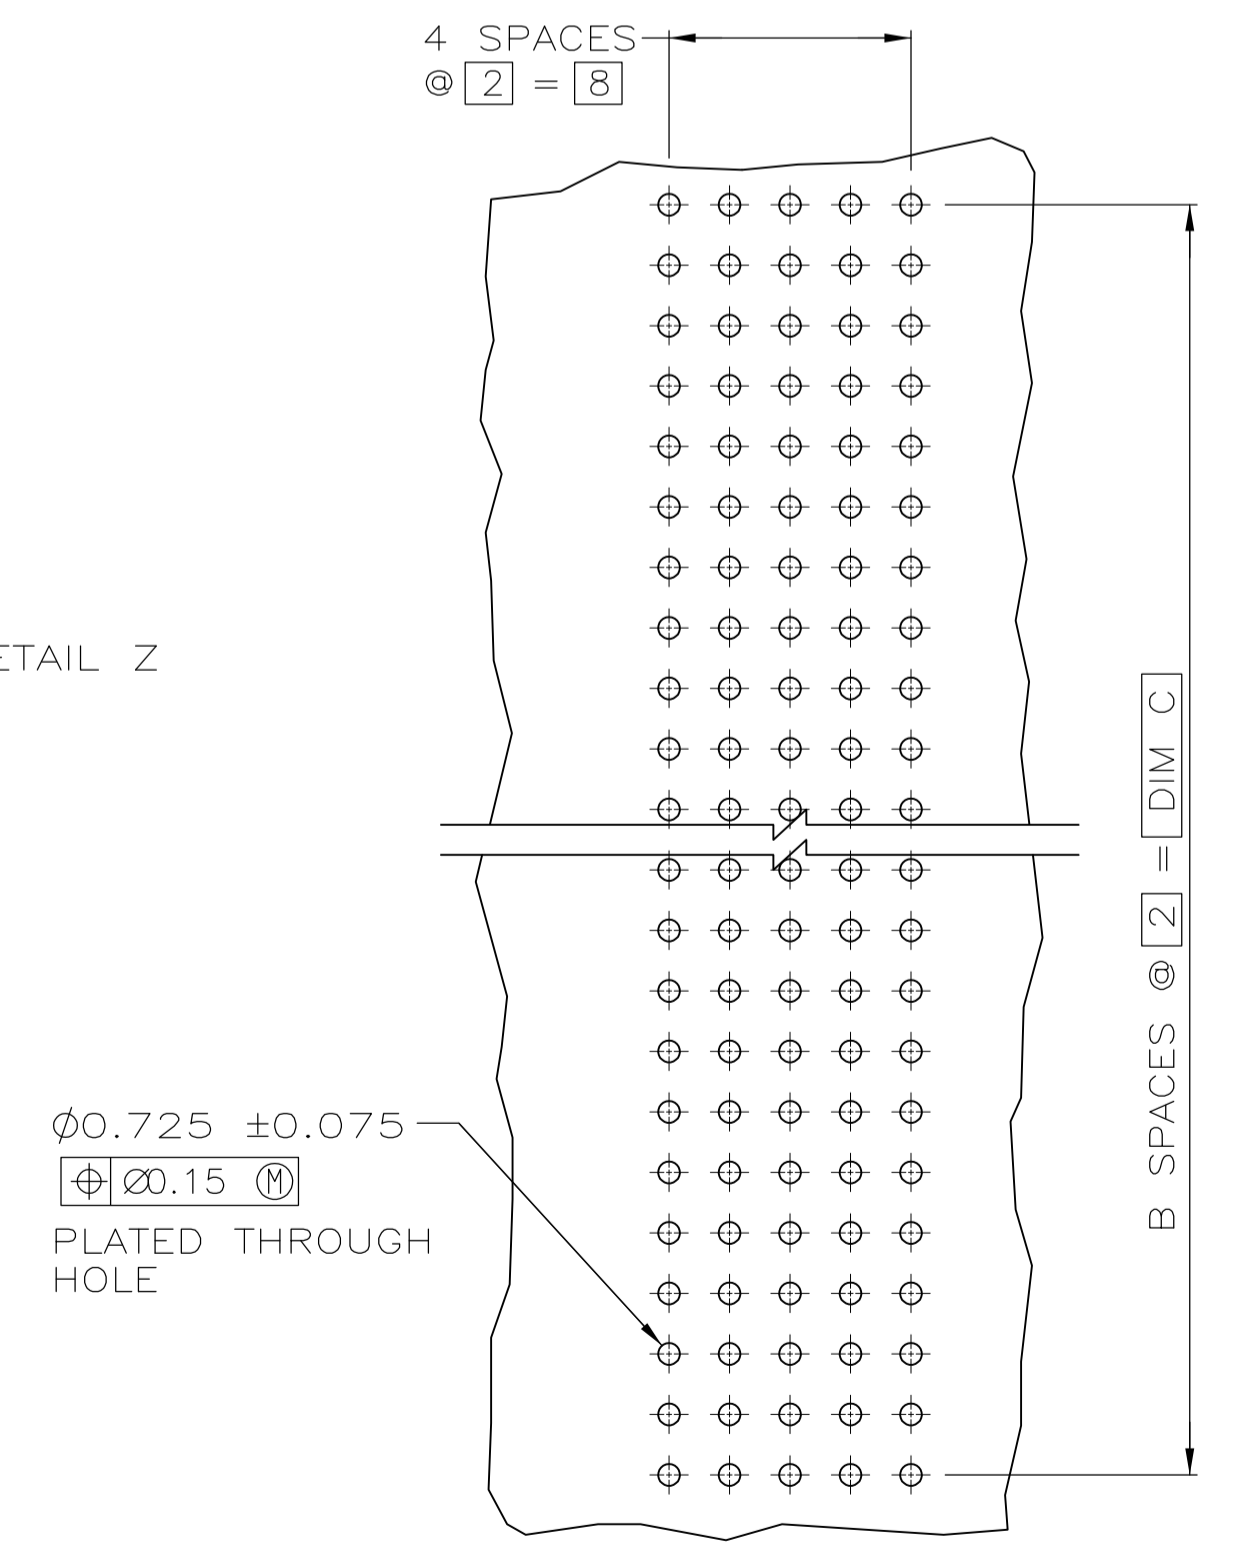 4 SPACES
@ 2 = 8
ETAIL Z
B SPACES @ 2 = DIM C
Ø0.725 ±0.075
⌖ Ø0.15 Ⓜ
PLATED THROUGH
HOLE